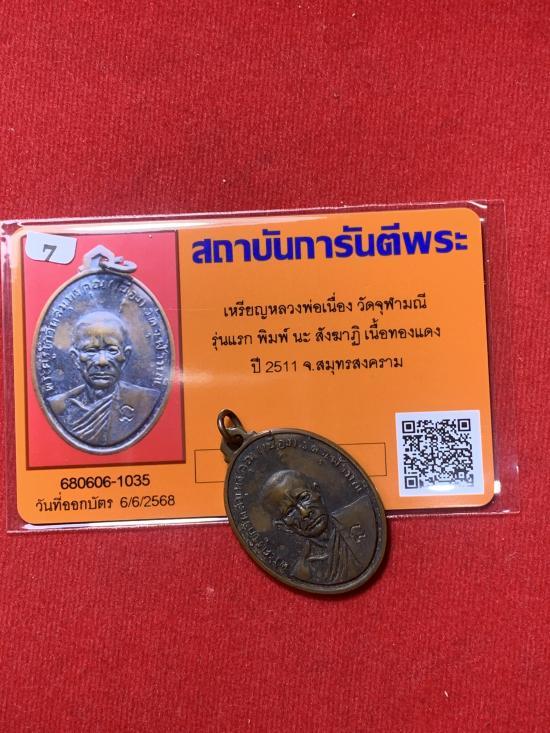 7
สถาบันการันตีพระ
เหรียญหลวงพ่อเนื่อง วัดจุฬามณี
รุ่นแรก พิมพ์ นะ สังฆาฏิ เนื้อทองแดง
ปี 2511 จ.สมุทรสงคราม
680606-1035
วันที่ออกบัตร 6/6/2568